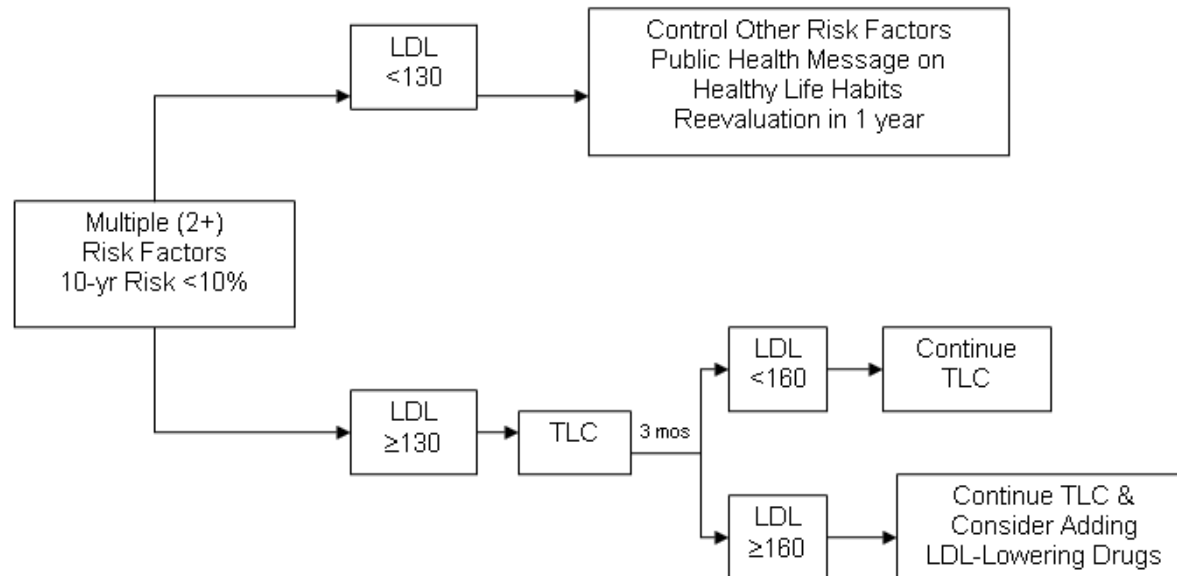 LDL
<130
Control Other Risk Factors
Public Health Message on
Healthy Life Habits
Reevaluation in 1 year
Multiple (2+)
Risk Factors
10-yr Risk <10%
LDL
≥130
TLC
3 mos
LDL
<160
Continue
TLC
LDL
≥160
Continue TLC &
Consider Adding
LDL-Lowering Drugs